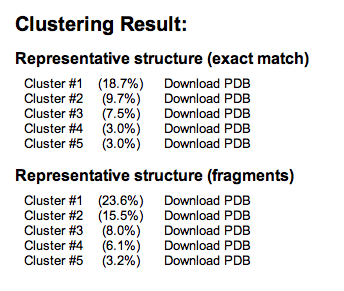 Clustering Result:
Representative structure (exact match)
Cluster #1 (18.7%) Download PDB
Cluster #2 (9.7%) Download PDB
Cluster #3 (7.5%) Download PDB
Cluster #4 (3.0%) Download PDB
Cluster #5 (3.0%) Download PDB
Representative structure (fragments)
Cluster #1 (23.6%) Download PDB
Cluster #2 (15.5%) Download PDB
Cluster #3 (8.0%) Download PDB
Cluster #4 (6.1%) Download PDB
Cluster #5 (3.2%) Download PDB